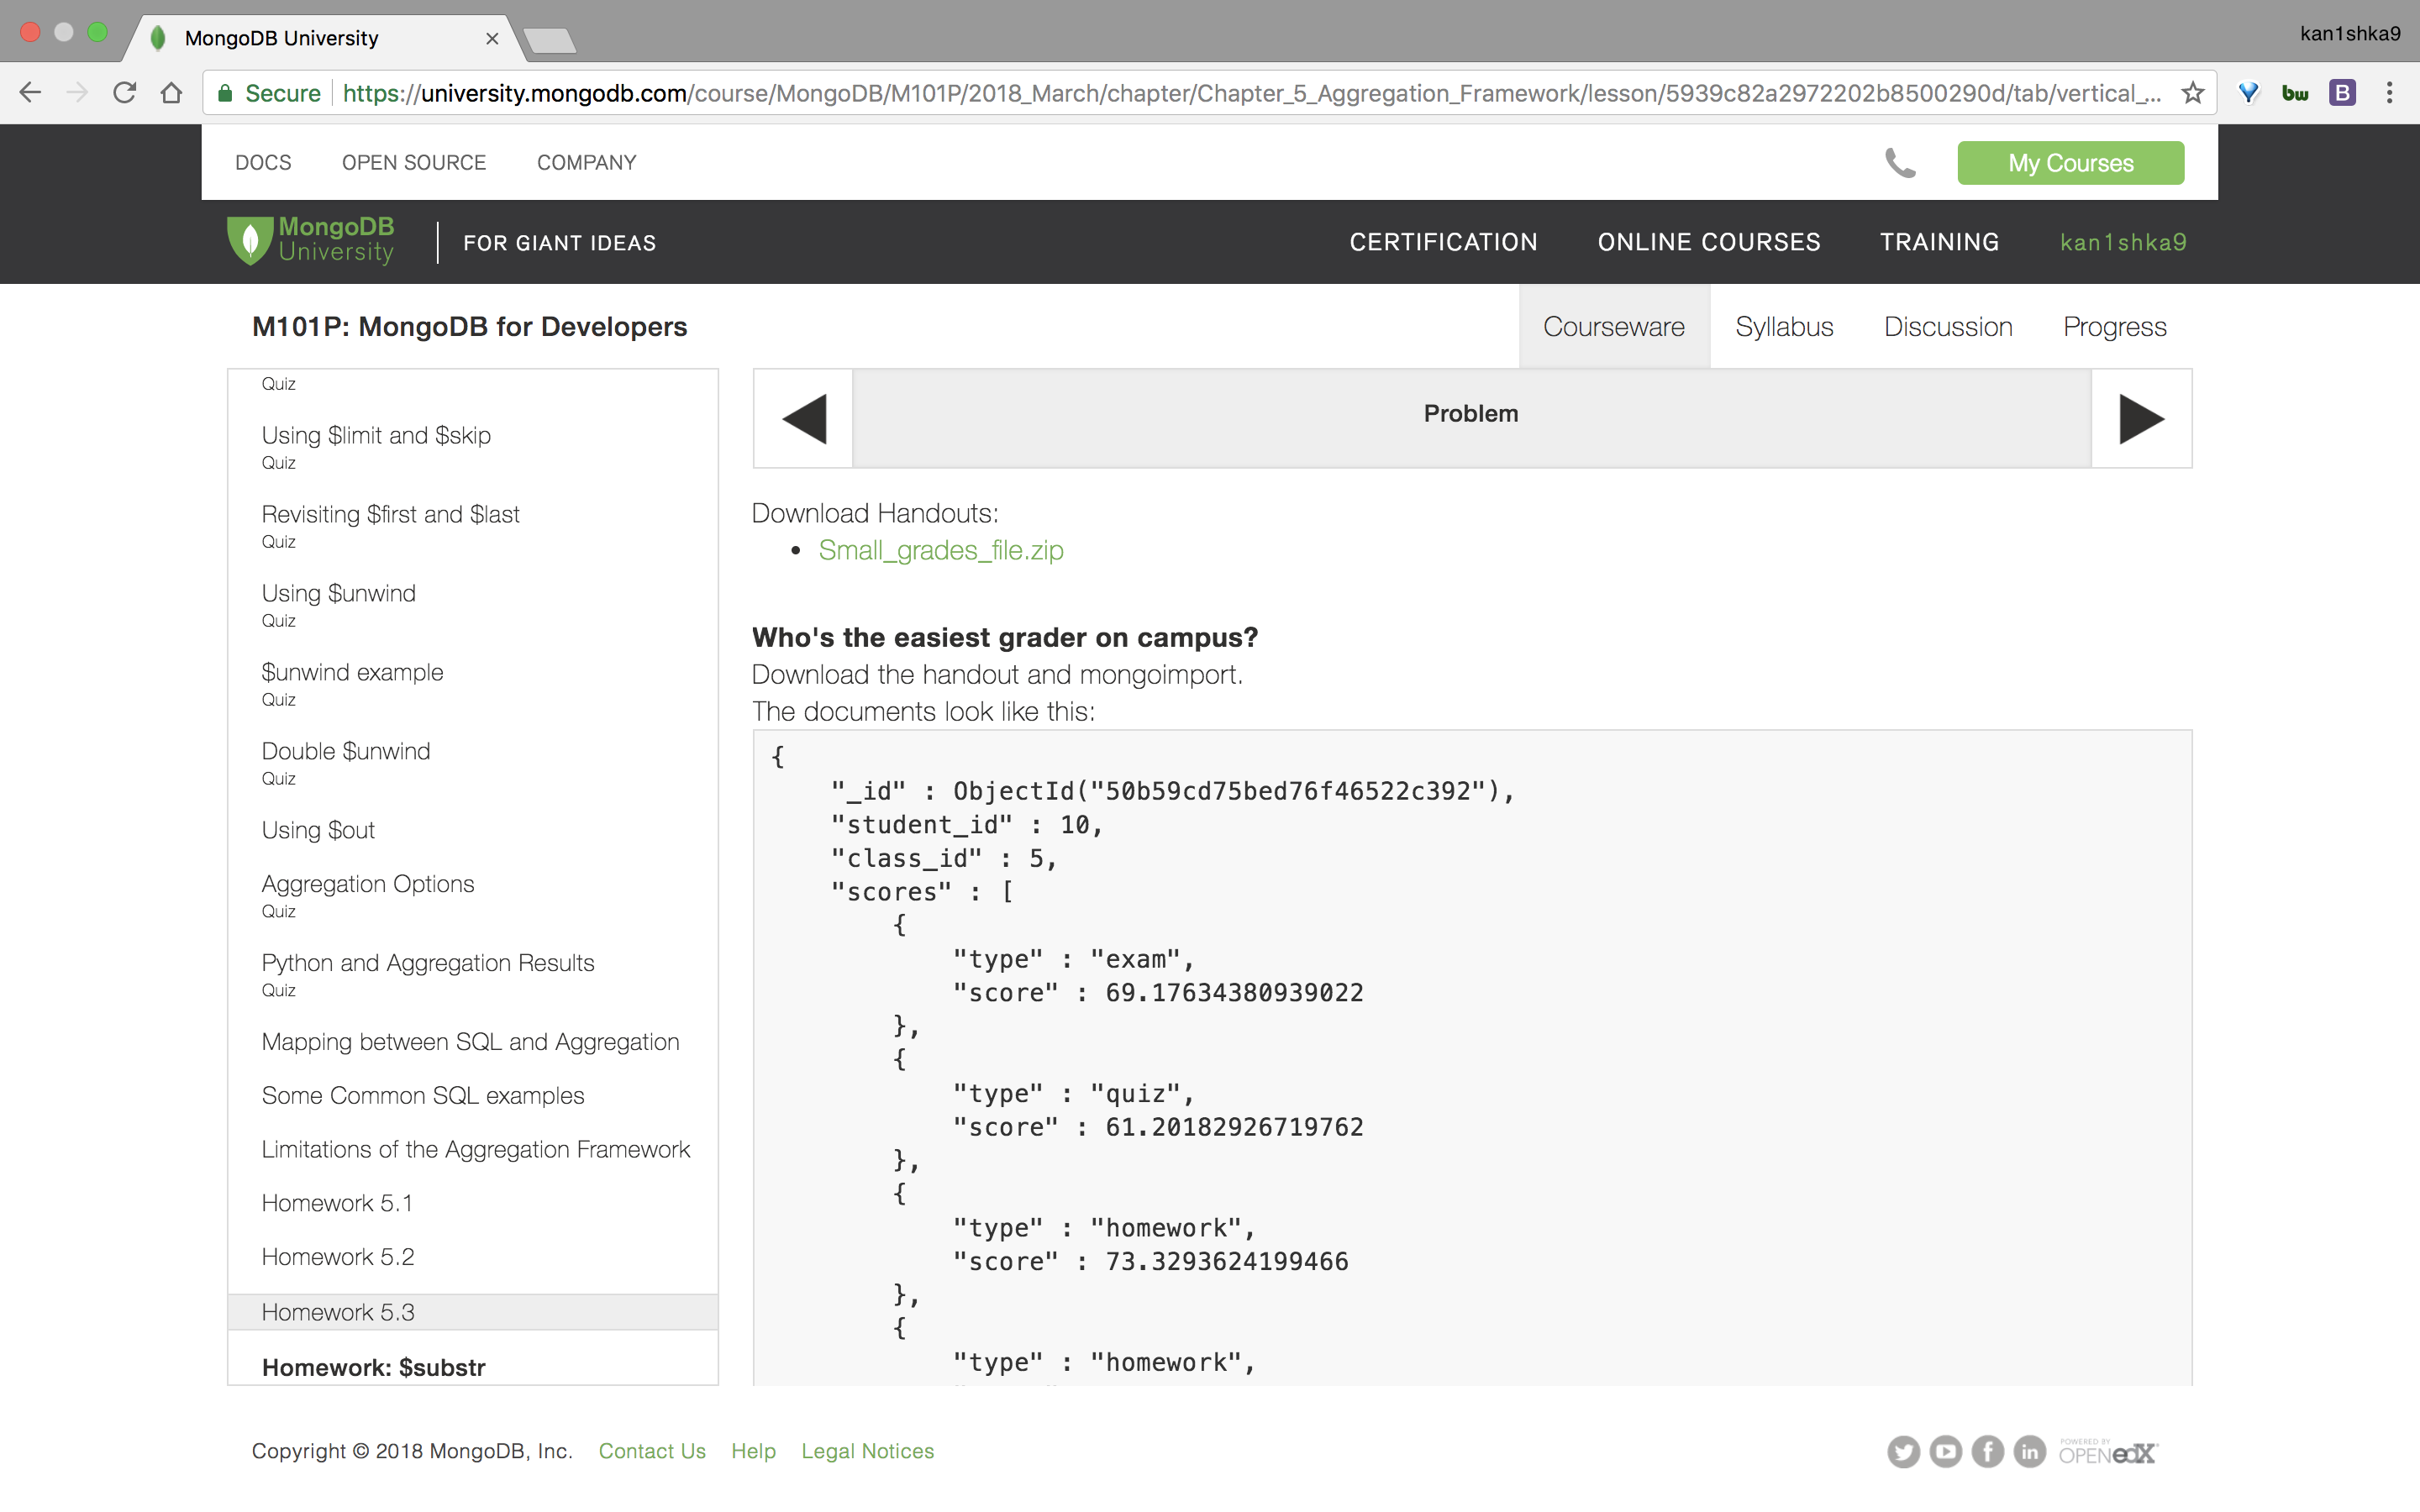 MongoDB University
kan1shka9
Secure https://university.mongodb.com/course/MongoDB/M101P/2018_March/chapter/Chapter_5_Aggregation_Framework/lesson/5939c82a2972202b8500290d/tab/vertical_...
bw
B
DOCS OPEN SOURCE COMPANY My Courses
MongoDB University FOR GIANT IDEAS CERTIFICATION ONLINE COURSES TRAINING kan1shka9
M101P: MongoDB for Developers Courseware Syllabus Discussion Progress
Quiz
Using $limit and $skip
Quiz
Revisiting $first and $last
Quiz
Using $unwind
Quiz
$unwind example
Quiz
Double $unwind
Quiz
Using $out
Aggregation Options
Quiz
Python and Aggregation Results
Quiz
Mapping between SQL and Aggregation
Some Common SQL examples
Limitations of the Aggregation Framework
Homework 5.1
Homework 5.2
Homework 5.3
Homework: $substr
Problem
Download Handouts:
• Small_grades_file.zip
Who's the easiest grader on campus?
Download the handout and mongoimport.
The documents look like this:
{
"_id" : ObjectId("50b59cd75bed76f46522c392"),
"student_id" : 10,
"class_id" : 5,
"scores" : [
{
"type" : "exam",
"score" : 69.17634380939022
},
{
"type" : "quiz",
"score" : 61.20182926719762
},
{
"type" : "homework",
"score" : 73.3293624199466
},
{
"type" : "homework",
Copyright © 2018 MongoDB, Inc. Contact Us Help Legal Notices
POWERED BY
OPEN edX